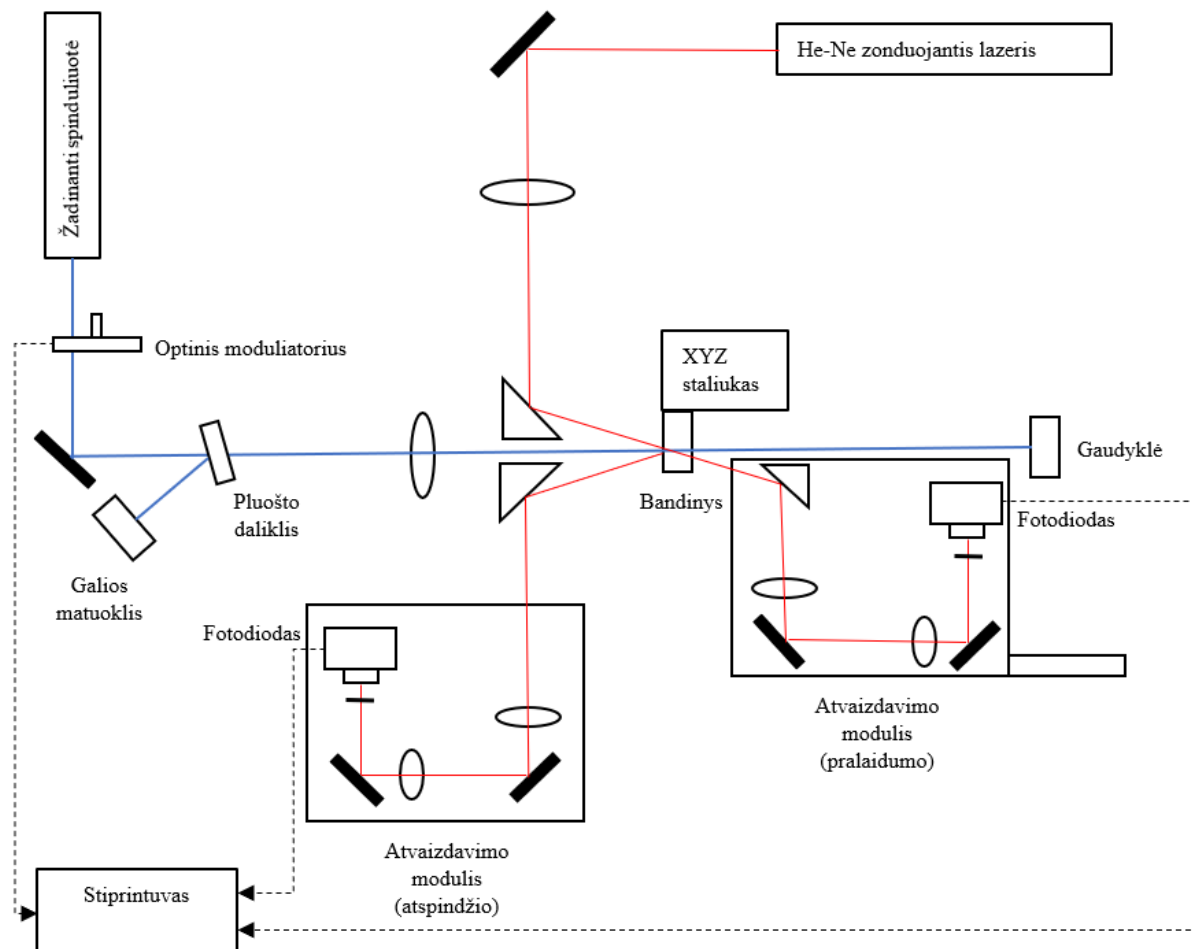 He-Ne zonduojantis lazeris
Žadinanti spinduliuotė
Optinis moduliatorius
XYZ
staliukas
Gaudyklė
Pluošto
daliklis
Bandinys
Fotodiodas
Galios
matuoklis
Fotodiodas
Atvaizdavimo
modulis
(pralaidumo)
Atvaizdavimo
modulis
(atspindžio)
Stiprintuvas